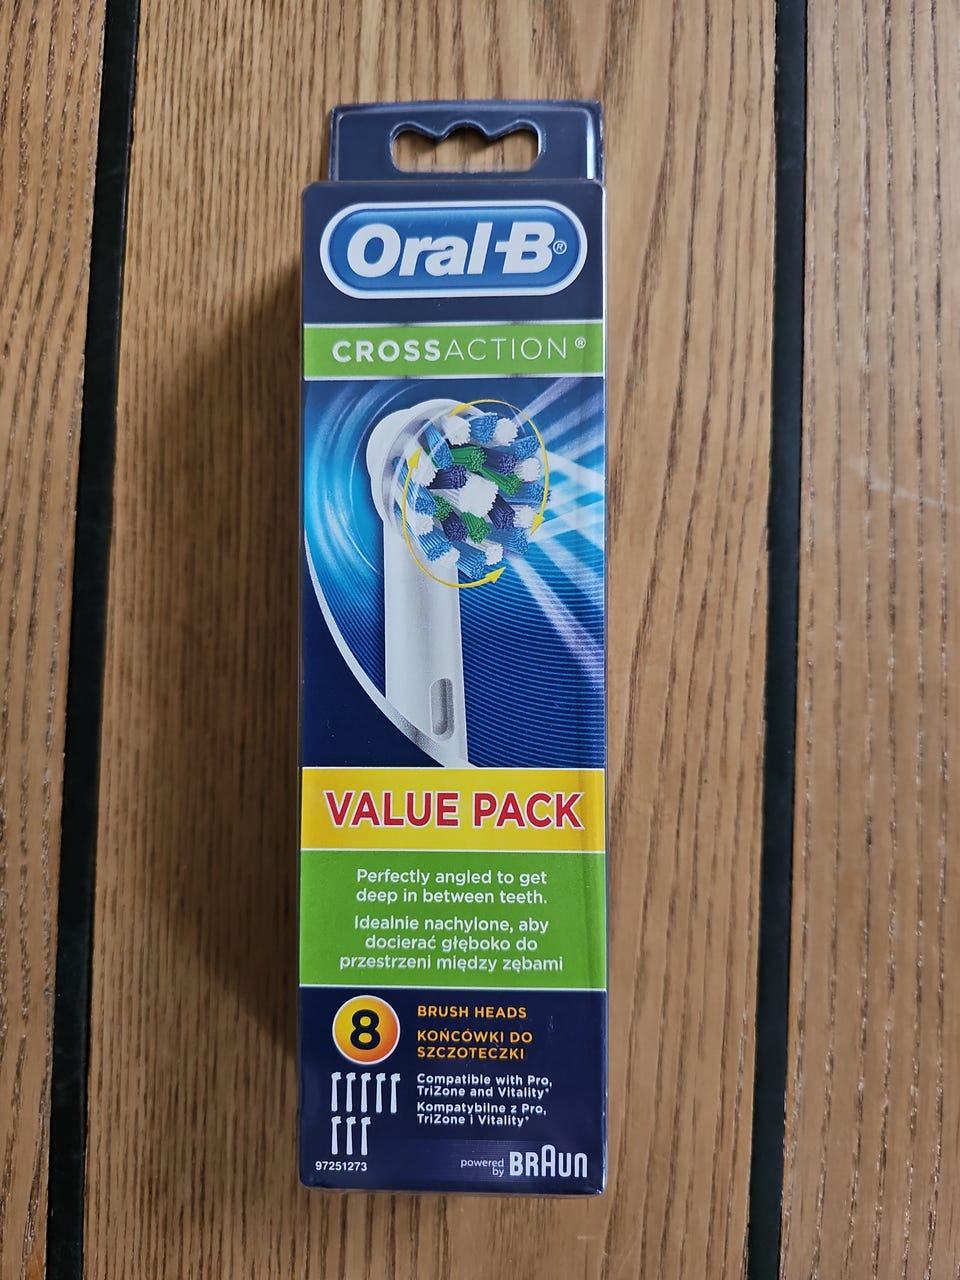 Oral-B®
CROSSACTION®
VALUE PACK
Perfectly angled to get
deep in between teeth.
Idealnie nachylone, aby
docierać głęboko do
przestrzeni między zębami
8
BRUSH HEADS
KOŃCÓWKI DO
SZCZOTECZKI
Compatible with Pro,
TriZone and Vitality*
Kompatybilne z Pro,
TriZone i Vitality*
97251273
powered
by
BRAUN